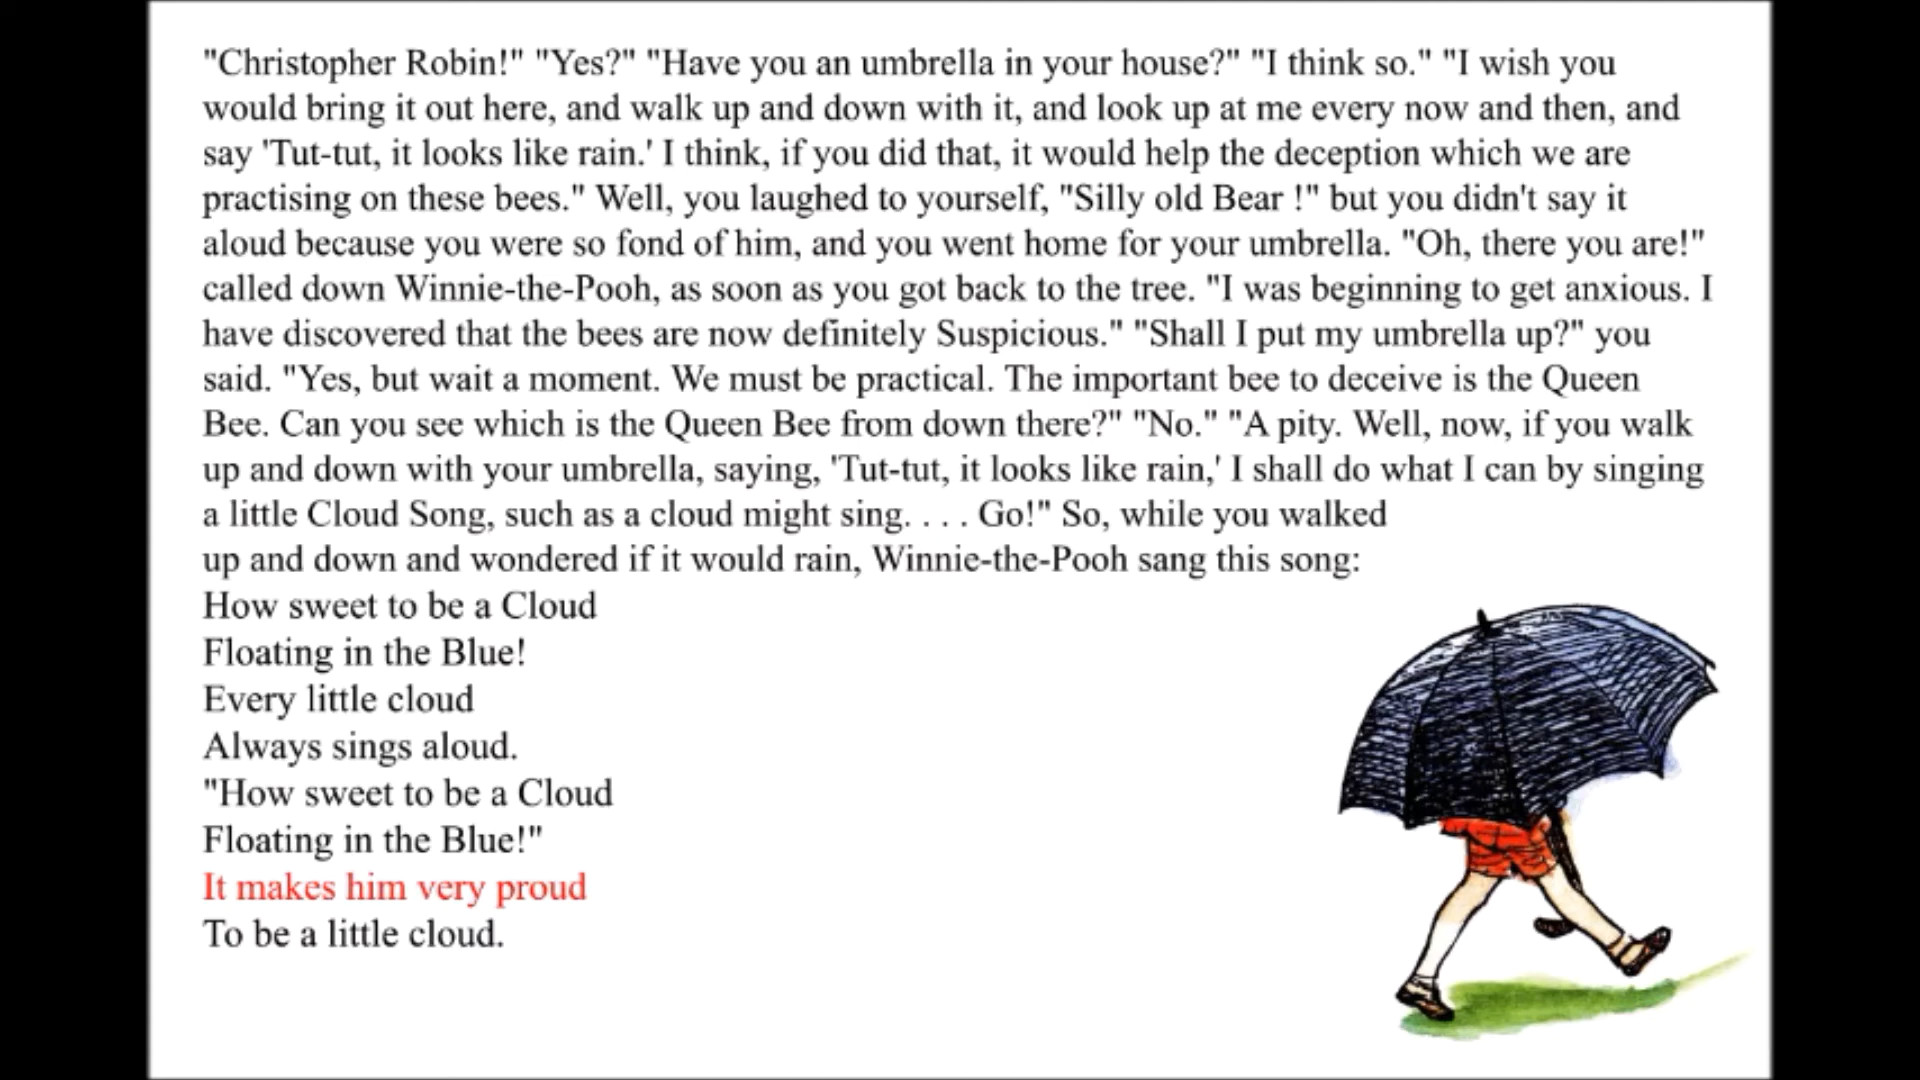 "Christopher Robin!" "Yes?" "Have you an umbrella in your house?" "I think so." "I wish you
would bring it out here, and walk up and down with it, and look up at me every now and then, and
say 'Tut-tut, it looks like rain.' I think, if you did that, it would help the deception which we are
practising on these bees." Well, you laughed to yourself, "Silly old Bear !" but you didn't say it
aloud because you were so fond of him, and you went home for your umbrella. "Oh, there you are!"
called down Winnie-the-Pooh, as soon as you got back to the tree. "I was beginning to get anxious. I
have discovered that the bees are now definitely Suspicious." "Shall I put my umbrella up?" you
said. "Yes, but wait a moment. We must be practical. The important bee to deceive is the Queen
Bee. Can you see which is the Queen Bee from down there?" "No." "A pity. Well, now, if you walk
up and down with your umbrella, saying, 'Tut-tut, it looks like rain,' I shall do what I can by singing
a little Cloud Song, such as a cloud might sing. . . . Go!" So, while you walked
up and down and wondered if it would rain, Winnie-the-Pooh sang this song:
How sweet to be a Cloud
Floating in the Blue!
Every little cloud
Always sings aloud.
"How sweet to be a Cloud
Floating in the Blue!"
It makes him very proud
To be a little cloud.